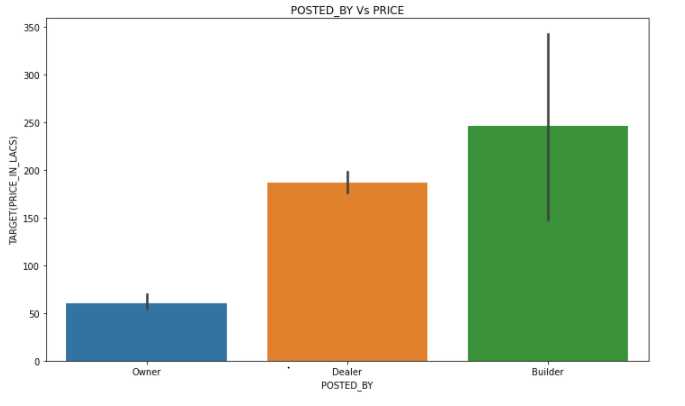 POSTED_BY Vs PRICE
TARGET(PRICE_IN_LACS)
350
300
250
200
150
100
50
0
Owner
Dealer
Builder
POSTED_BY